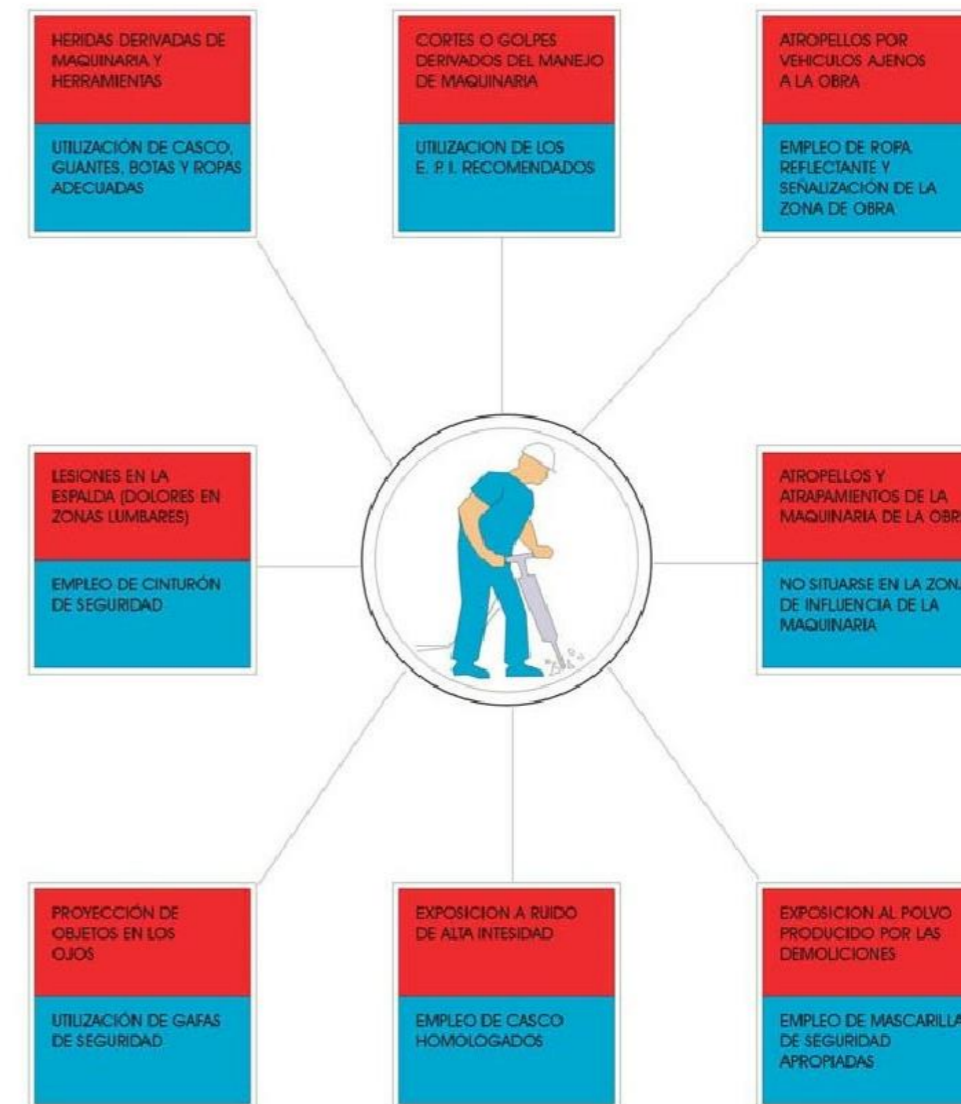 HERIDAS DERIVADAS DE
MAQUINARIA Y
HERRAMIENTAS
UTILIZACIÓN DE CASCO,
GUANTES, BOTAS Y ROPAS
ADECUADAS
CORTES O GOLPES
DERIVADOS DEL MANEJO
DE MAQUINARIA
UTILIZACION DE LOS
E. P. I. RECOMENDADOS
ATROPELLOS POR
VEHICULOS AJENOS
A LA OBRA
EMPLEO DE ROPA
REFLECTANTE Y
SEÑALIZACIÓN DE LA
ZONA DE OBRA
LESIONES EN LA
ESPALDA (DOLORES EN
ZONAS LUMBARES)
EMPLEO DE CINTURÓN
DE SEGURIDAD
ATROPELLOS Y
ATRAPAMIENTOS DE LA
MAQUINARIA DE LA OBR
NO SITUARSE EN LA ZON
DE INFLUENCIA DE LA
MAQUINARIA
PROYECCIÓN DE
OBJETOS EN LOS
OJOS
UTILIZACIÓN DE GAFAS
DE SEGURIDAD
EXPOSICION A RUIDO
DE ALTA INTESIDAD
EMPLEO DE CASCO
HOMOLOGADOS
EXPOSICION AL POLVO
PRODUCIDO POR LAS
DEMOLICIONES
EMPLEO DE MASCARILLA
DE SEGURIDAD
APROPIADAS